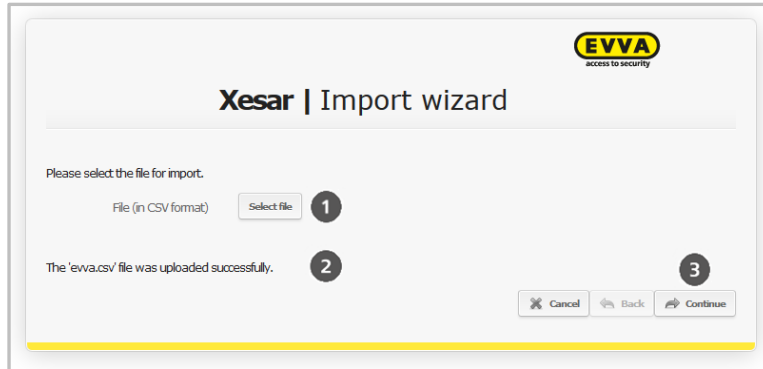 EVVA
access to security
Xesar | Import wizard
Please select the file for import.
File (in CSV format) Select file 1
The 'evva.csv' file was uploaded successfully. 2
3
Cancel Back Continue